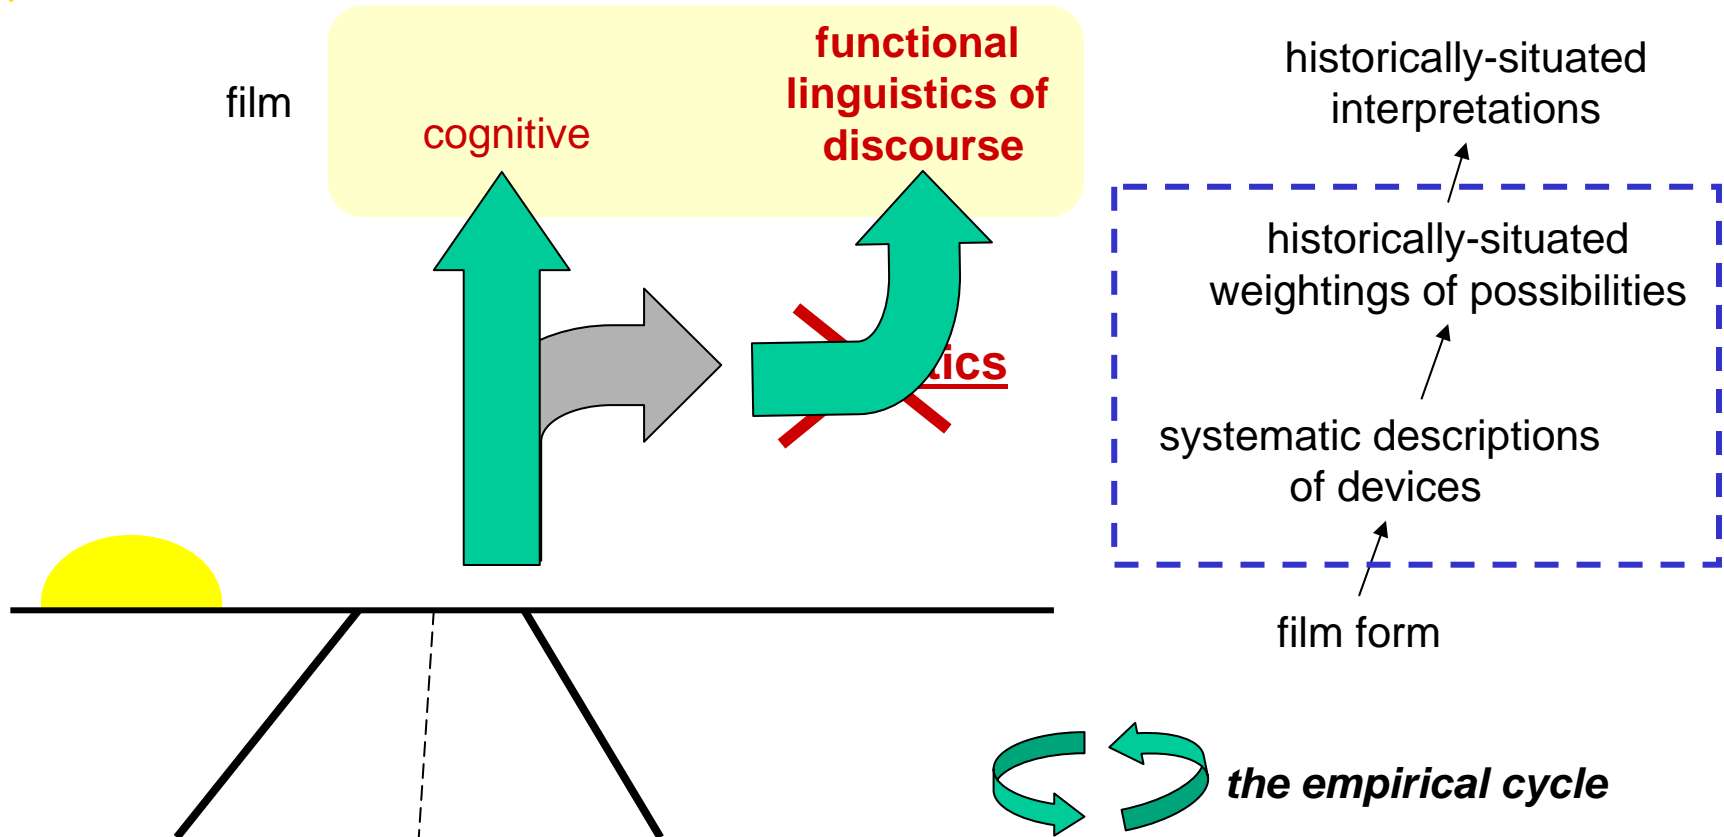 film
cognitive
functional
linguistics of
discourse
tics
historically-situated
interpretations
historically-situated
weightings of possibilities
systematic descriptions
of devices
film form
the empirical cycle